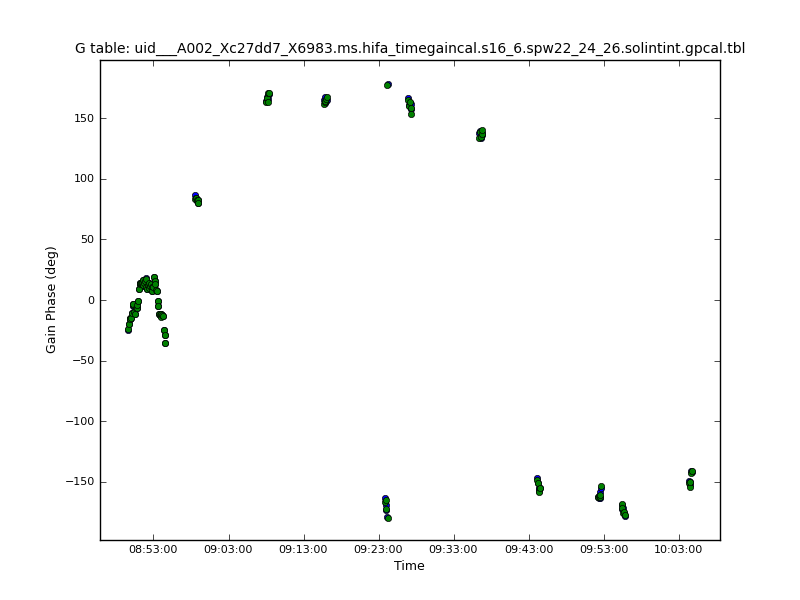 G table: uid___A002_Xc27dd7_X6983.ms.hifa_timegaincal.s16_6.spw22_24_26.solintint.gpcal.tbl
150
100
50
0
−50
−100
−150
Gain Phase (deg)
08:53:00 09:03:00 09:13:00 09:23:00 09:33:00 09:43:00 09:53:00 10:03:00
Time